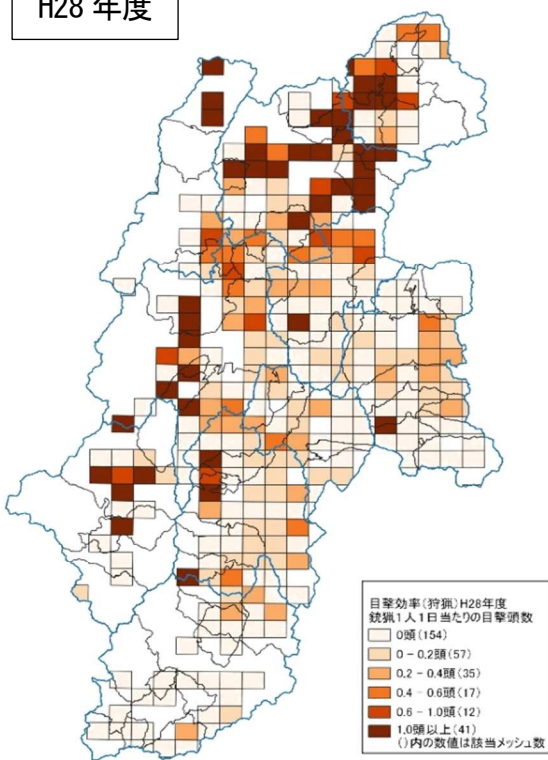 H28 年度
目撃効率(狩猟)H28年度
銃猟1人1日当たりの目撃頭数
0頭(154)
0 - 0.2頭(57)
0.2 - 0.4頭(35)
0.4 - 0.6頭(17)
0.6 - 1.0頭(12)
1.0頭以上(41)
()内の数値は該当メッシュ数